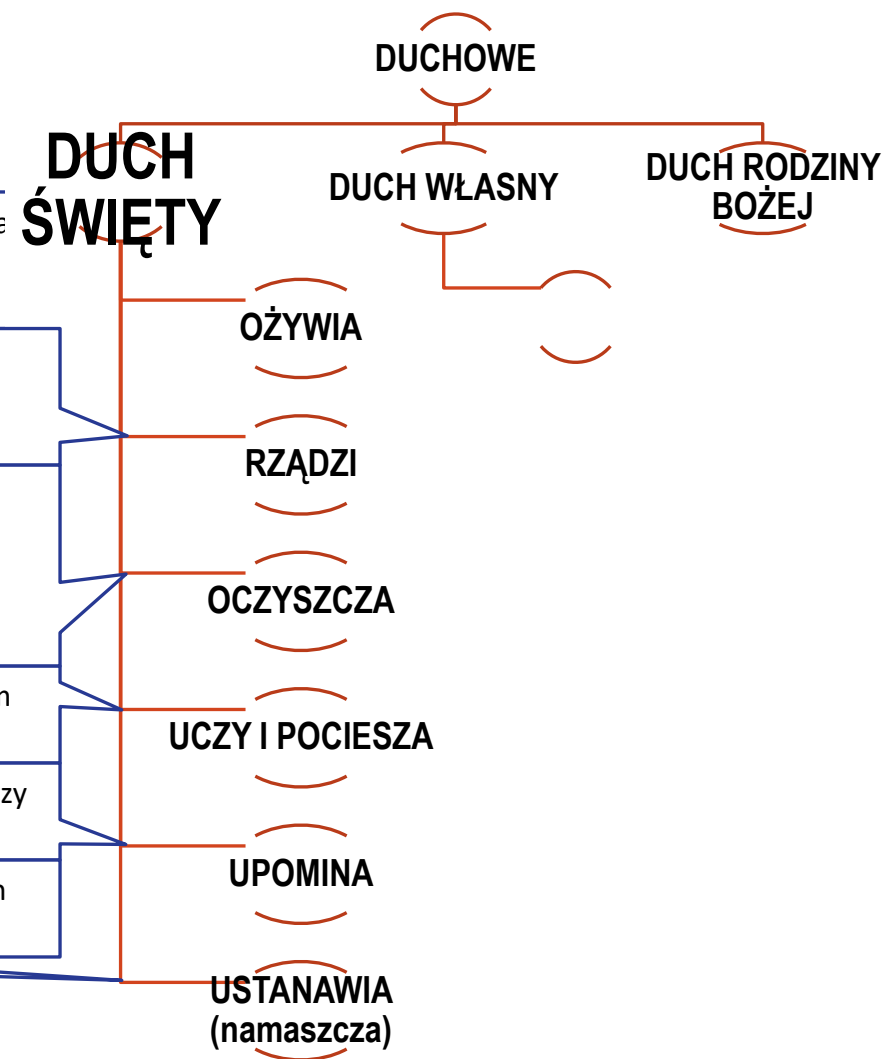 DUCHOWE
DUCH
ŚWIĘTY
DUCH WŁASNY
DUCH RODZINY
BOŻEJ
OŻYWIA
RZĄDZI
OCZYSZCZA
UCZY I POCIESZA
UPOMINA
USTANAWIA
(namaszcza)